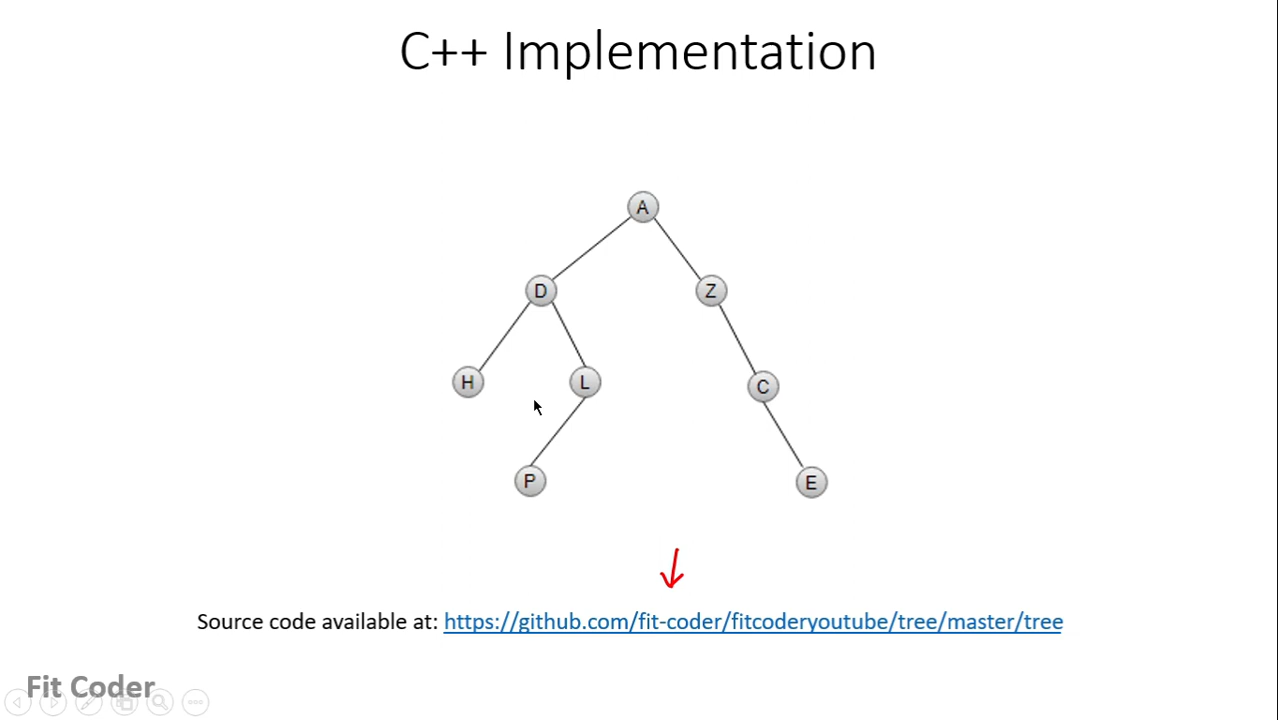 C++ Implementation
A
D
Z
H
L
C
P
E
Source code available at: https://github.com/fit-coder/fitcoderyoutube/tree/master/tree
Fit Coder